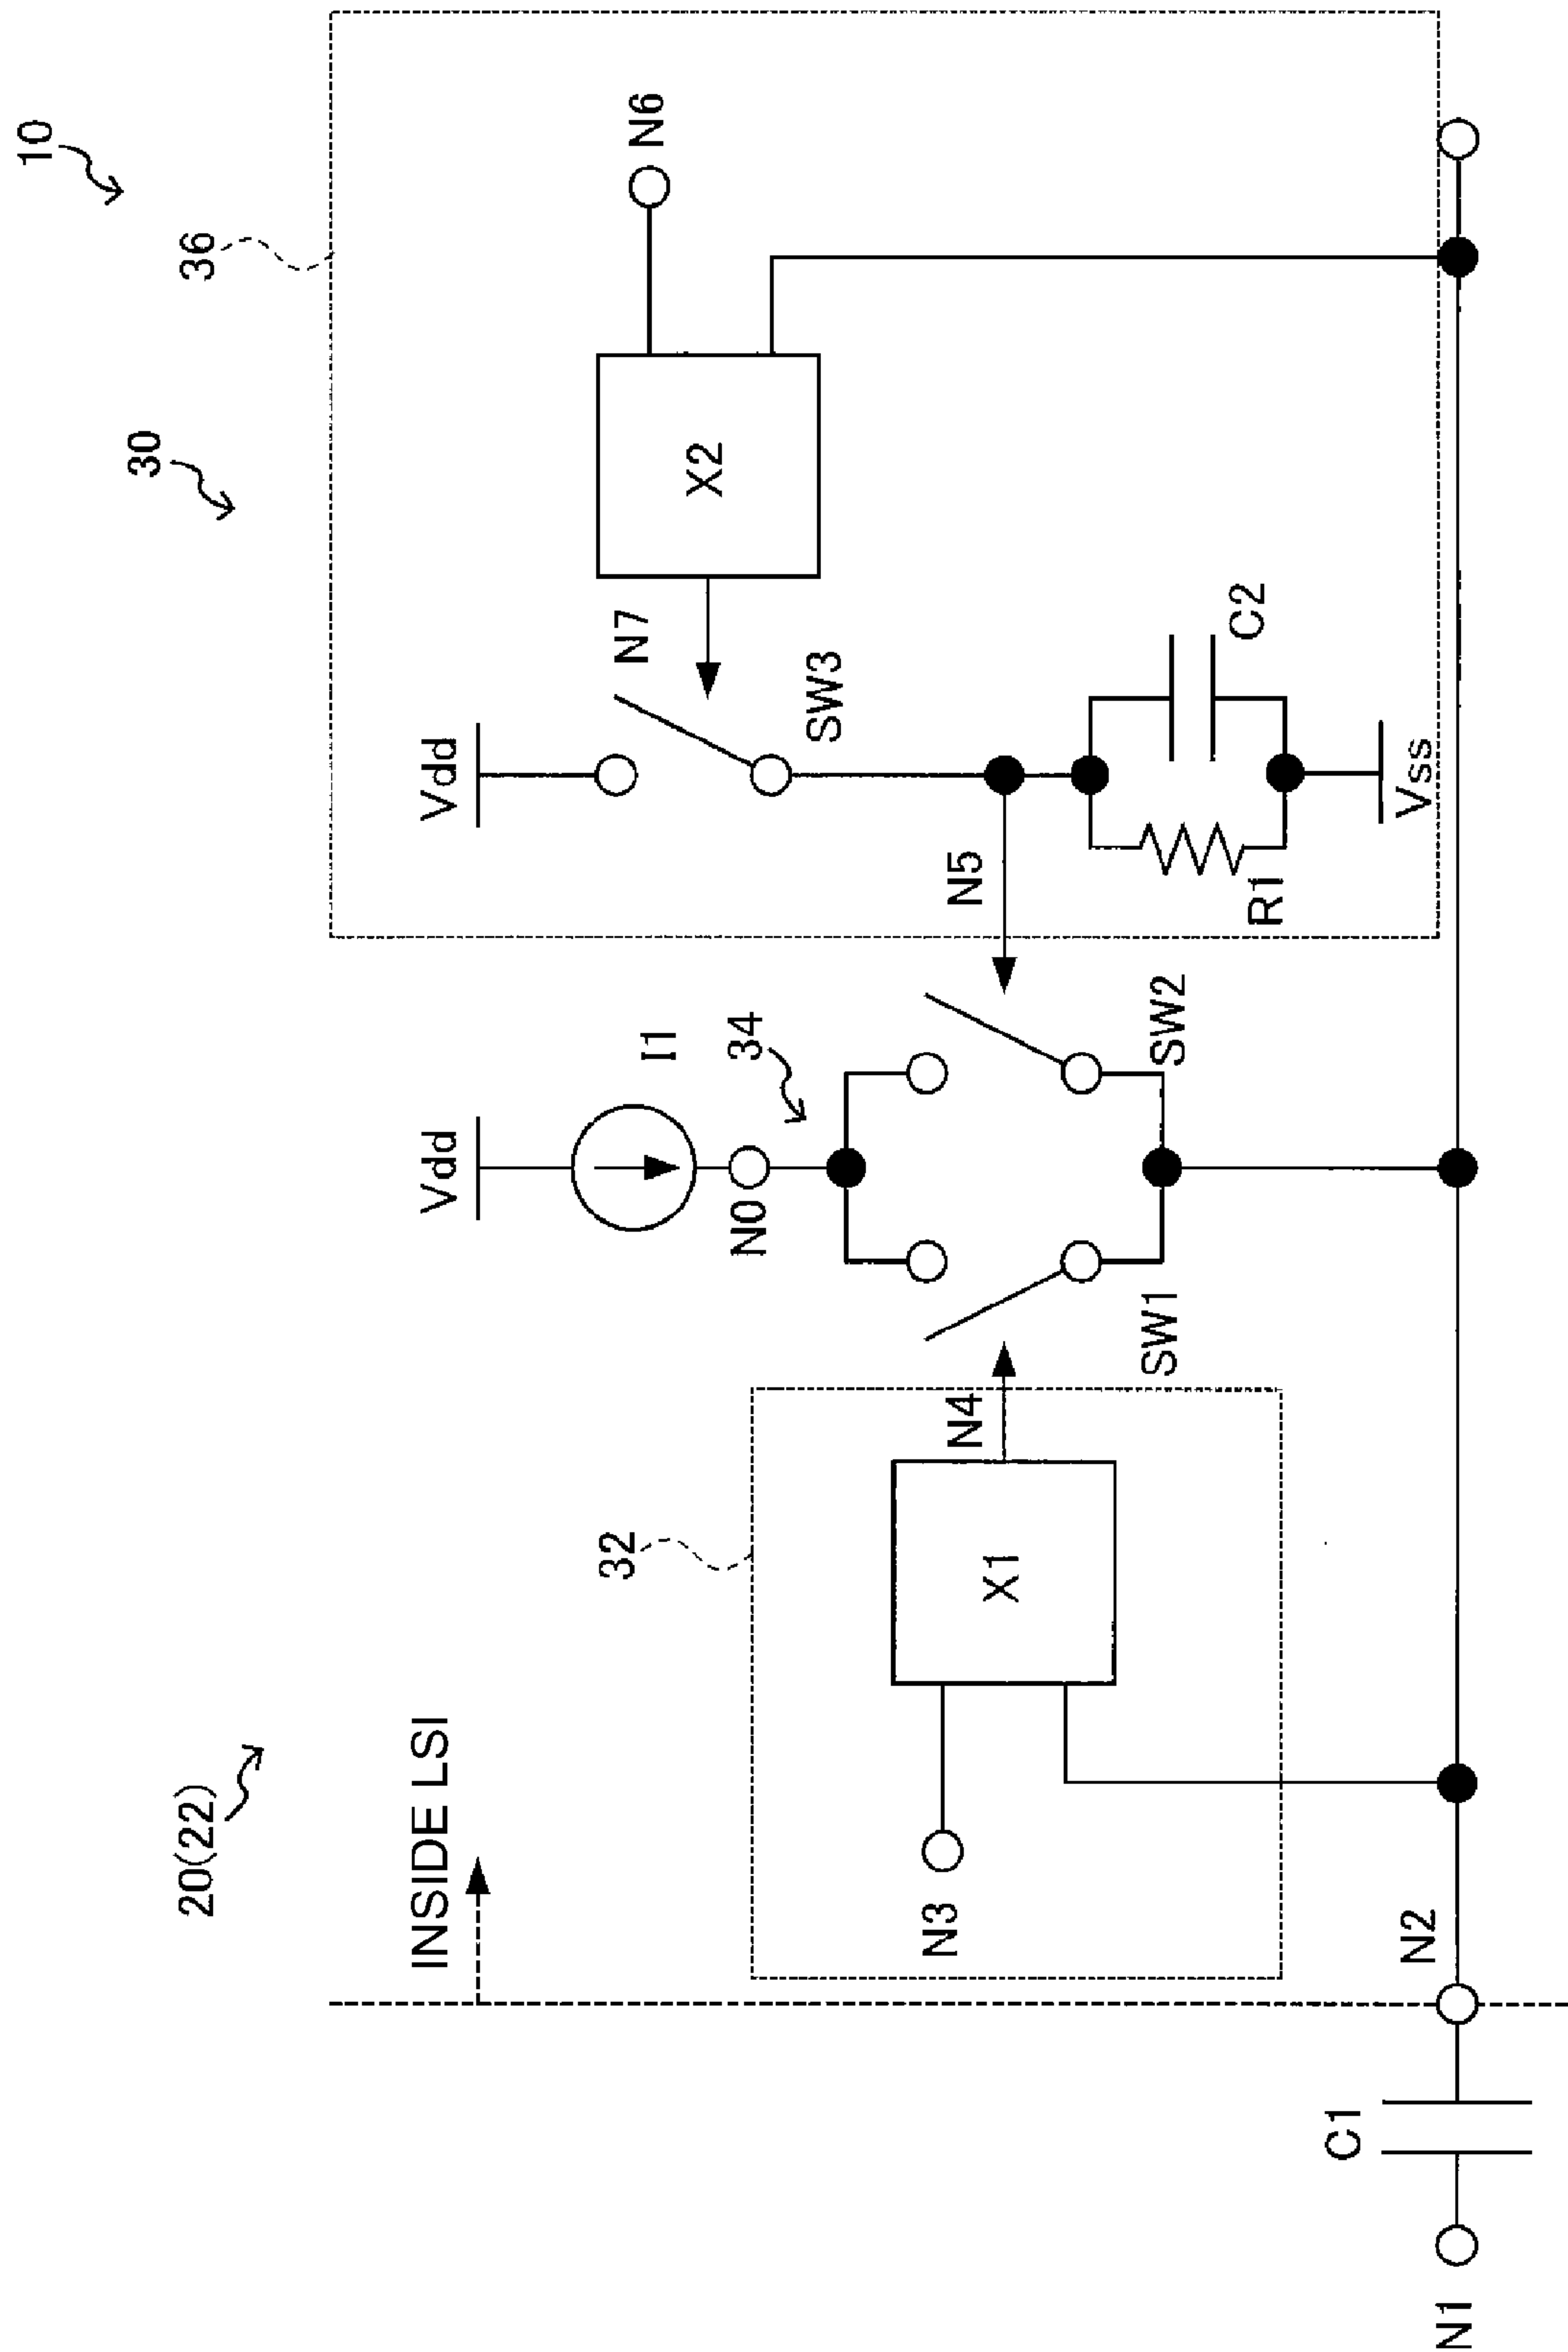 10
20(22)
30
36
INSIDE LSI
Vdd
Vdd
I1
N0
34
32
N3
X1
N4
SW1
SW2
N5
N7
SW3
X2
N6
R1
C2
Vss
N1
C1
N2